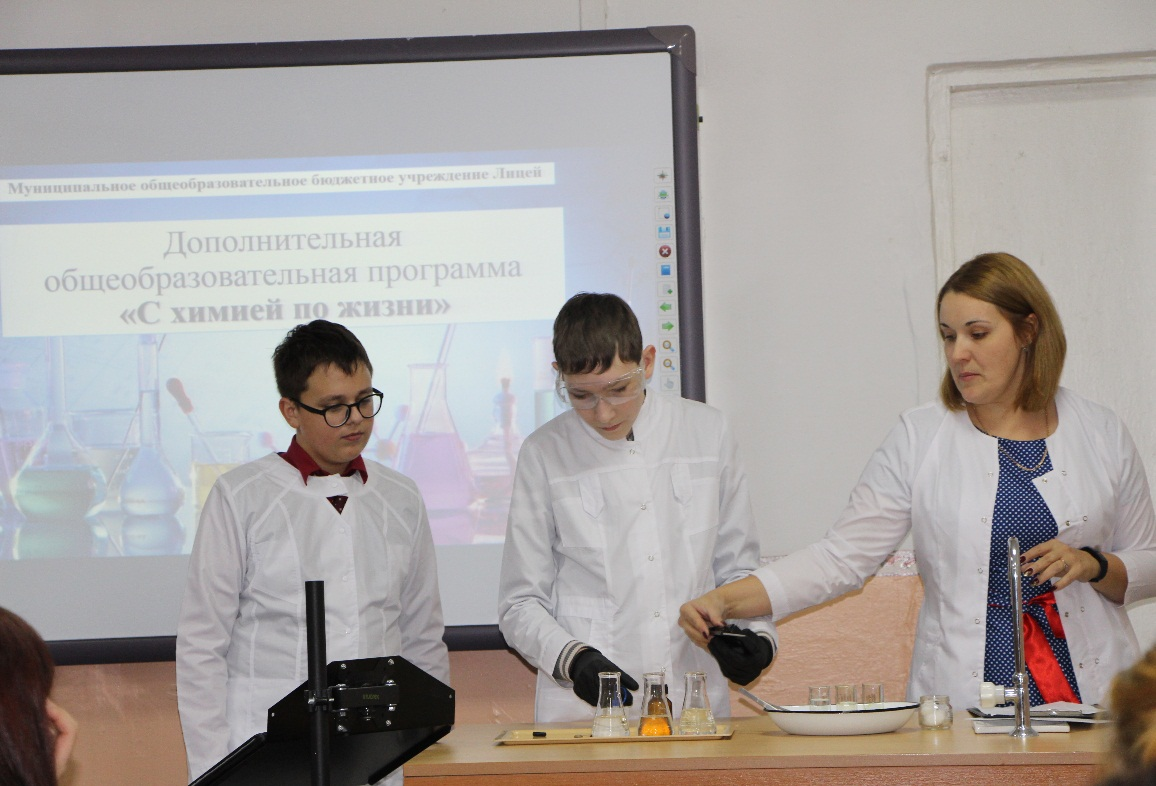 Муниципальное общеобразовательное бюджетное учреждение Лицей
Дополнительная
общеобразовательная программа
«С химией по жизни»